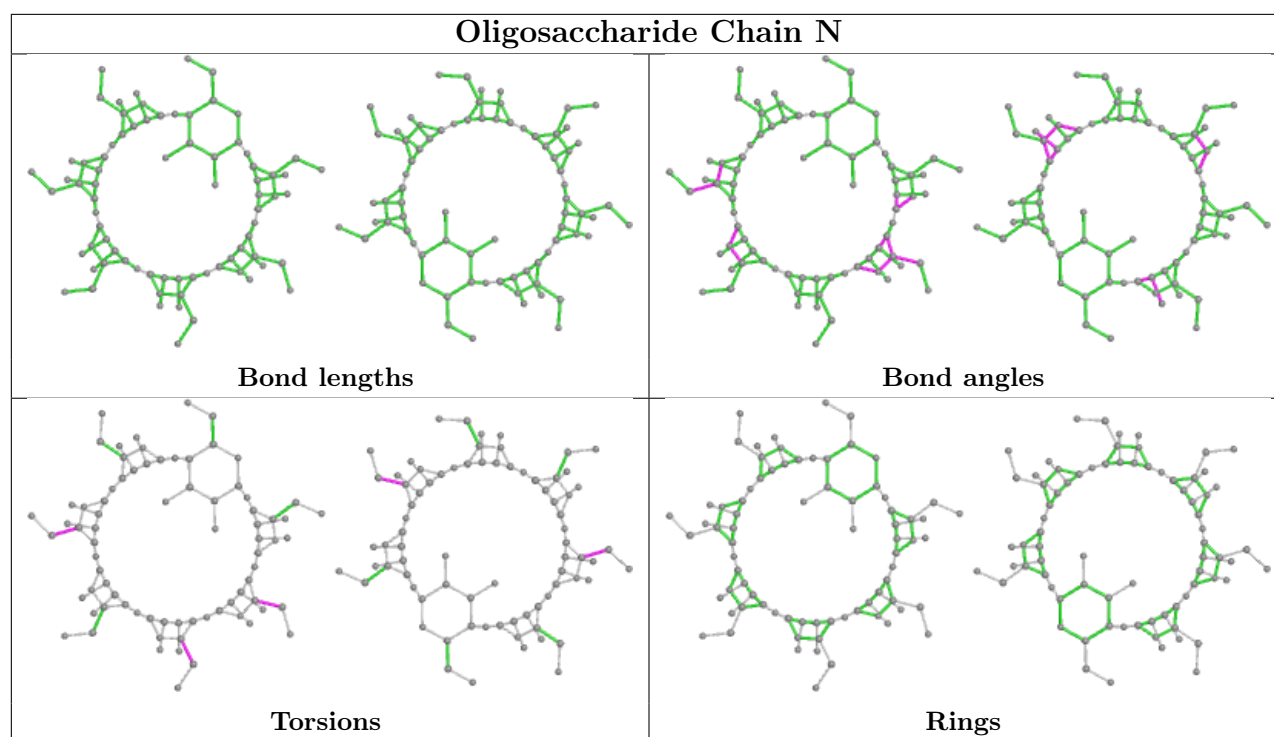 Oligosaccharide Chain N
Bond lengths
Bond angles
Torsions
Rings